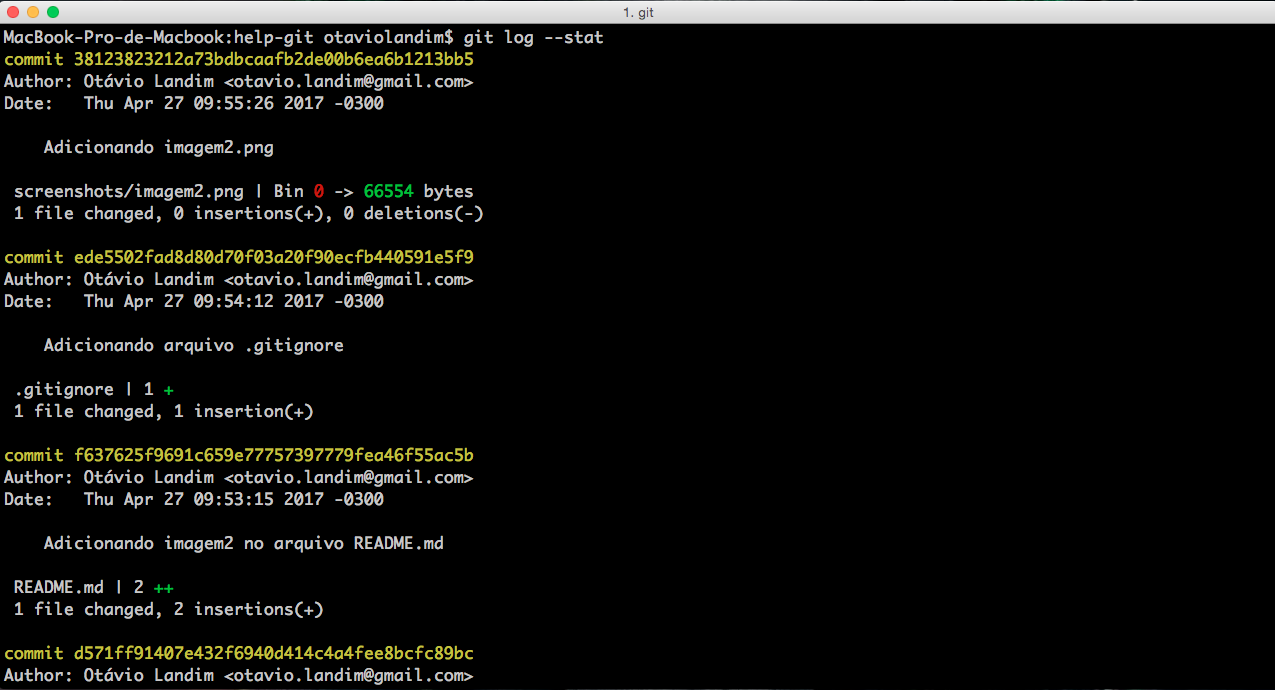 1. git
MacBook-Pro-de-Macbook:help-git otaviolandim$ git log --stat
commit 38123823212a73bdbcaafb2de00b6ea6b1213bb5
Author: Otávio Landim <otavio.landim@gmail.com>
Date:   Thu Apr 27 09:55:26 2017 -0300
    Adicionando imagem2.png
 screenshots/imagem2.png | Bin 0 -> 66554 bytes
 1 file changed, 0 insertions(+), 0 deletions(-)
commit ede5502fad8d80d70f03a20f90ecfb440591e5f9
Author: Otávio Landim <otavio.landim@gmail.com>
Date:   Thu Apr 27 09:54:12 2017 -0300
    Adicionando arquivo .gitignore
 .gitignore | 1 +
 1 file changed, 1 insertion(+)
commit f637625f9691c659e77757397779fea46f55ac5b
Author: Otávio Landim <otavio.landim@gmail.com>
Date:   Thu Apr 27 09:53:15 2017 -0300
    Adicionando imagem2 no arquivo README.md
 README.md | 2 ++
 1 file changed, 2 insertions(+)
commit d571ff91407e432f6940d414c4a4fee8bcfc89bc
Author: Otávio Landim <otavio.landim@gmail.com>